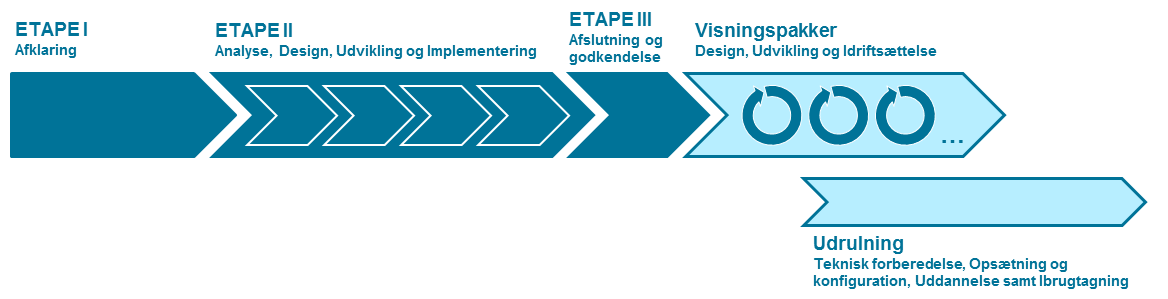 ETAPE I
Afklaring
ETAPE II
Analyse, Design, Udvikling og Implementering
ETAPE III
Afslutning og
godkendelse
Visningspakker
Design, Udvikling og Idriftsættelse
...
Udrulning
Teknisk forberedelse, Opsætning og
konfiguration, Uddannelse samt Ibrugtagning